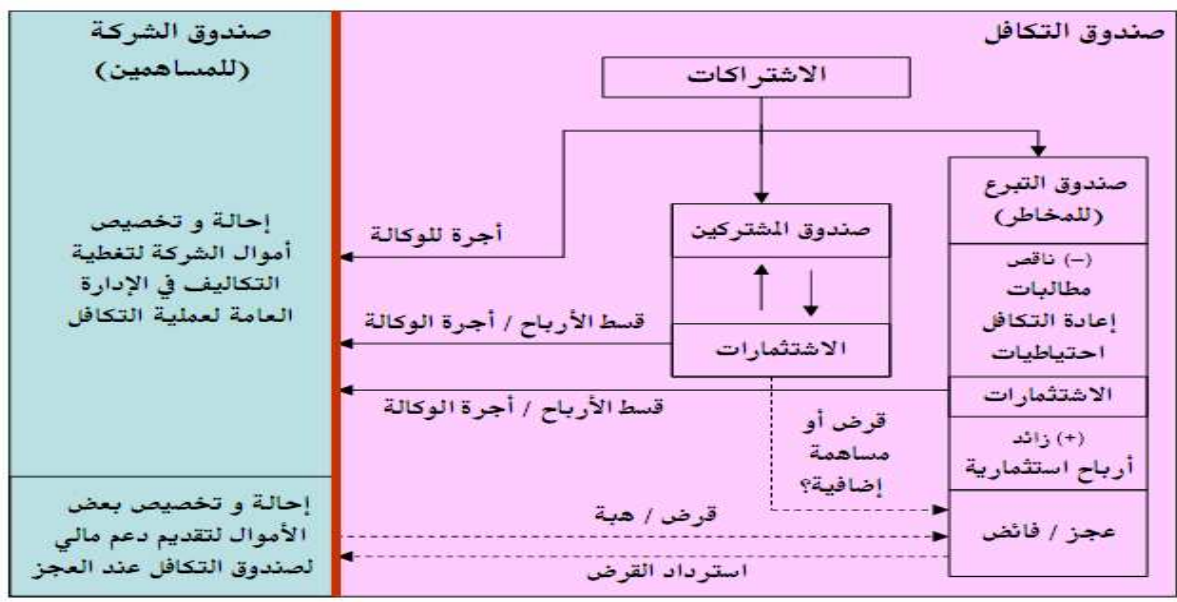 صندوق التكافل
صندوق الشركة
(للمساهمين)
الاشتراكات
صندوق التبرع
(للمخاطر)
(–) ناقص
مطالبات
إعادة التكافل
احتياطيات
الاشتثمارات
(+) زائد
أرباح استثمارية
عجز / فائض
صندوق المشتركين
الاشتثمارات
أجرة للوكالة
قسط الأرباح / أجرة الوكالة
قسط الأرباح / أجرة الوكالة
قرض أو
مساهمة
إضافية؟
قرض / هبة
استرداد القرض
إحالة و تخصيص
أموال الشركة لتغطية
التكاليف في الإدارة
العامة لعملية التكافل
إحالة و تخصيص بعض
الأموال لتقديم دعم مالي
لصندوق التكافل عند العجز